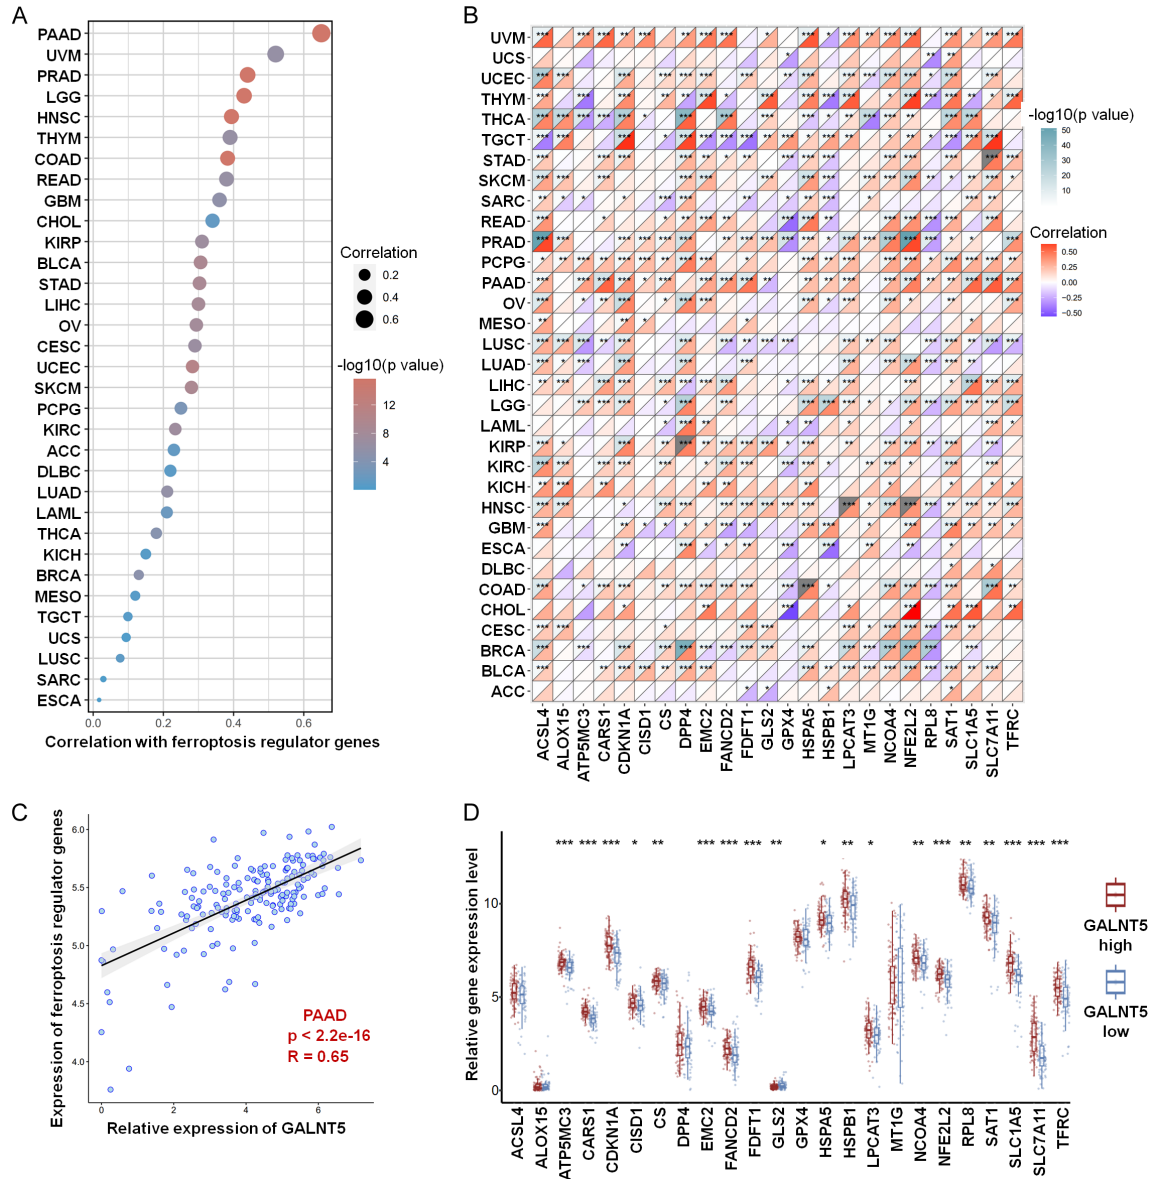 A
PAAD
UVM
PRAD
LGG
HNSC
THYM
COAD
READ
GBM
CHOL
KIRP
BLCA
STAD
LIHC
OV
CESC
UCEC
SKCM
PCPG
KIRC
ACC
DLBC
LUAD
LAML
THCA
KICH
BRCA
MESO
TGCT
UCS
LUSC
SARC
ESCA
0.0 0.2 0.4 0.6
Correlation with ferroptosis regulator genes
Correlation
0.2
0.4
0.6
-log10(p value)
12
8
4
B
UVM
UCS
UCEC
THYM
THCA
TGCT
STAD
SKCM
SARC
READ
PRAD
PCPG
PAAD
OV
MESO
LUSC
LUAD
LIHC
LGG
LAML
KIRP
KIRC
KICH
HNSC
GBM
ESCA
DLBC
COAD
CHOL
CESC
BRCA
BLCA
ACC
ACSL4 ALOX15 ATP5MC3 CARS1 CDKN1A CISD1 CS DPP4 EMC2 FANCD2 FDFT1 GLS2 GPX4 HSPA5 HSPB1 LPCAT3 MT1G NCOA4 NFE2L2 RPL8 SAT1 SLC1A5 SLC7A11 TFRC
-log10(p value)
50
40
30
20
10
Correlation
0.50
0.25
0.00
−0.25
−0.50
C
Expression of ferroptosis regulator genes
6.0
5.5
5.0
4.5
4.0
PAAD
p < 2.2e-16
R = 0.65
0 2 4 6
Relative expression of GALNT5
D
Relative gene expression level
*** *** *** * ** *** *** *** ** * ** * ** *** ** ** *** *** ***
10
5
0
ACSL4 ALOX15 ATP5MC3 CARS1 CDKN1A CISD1 CS DPP4 EMC2 FANCD2 FDFT1 GLS2 GPX4 HSPA5 HSPB1 LPCAT3 MT1G NCOA4 NFE2L2 RPL8 SAT1 SLC1A5 SLC7A11 TFRC
GALNT5
high
GALNT5
low